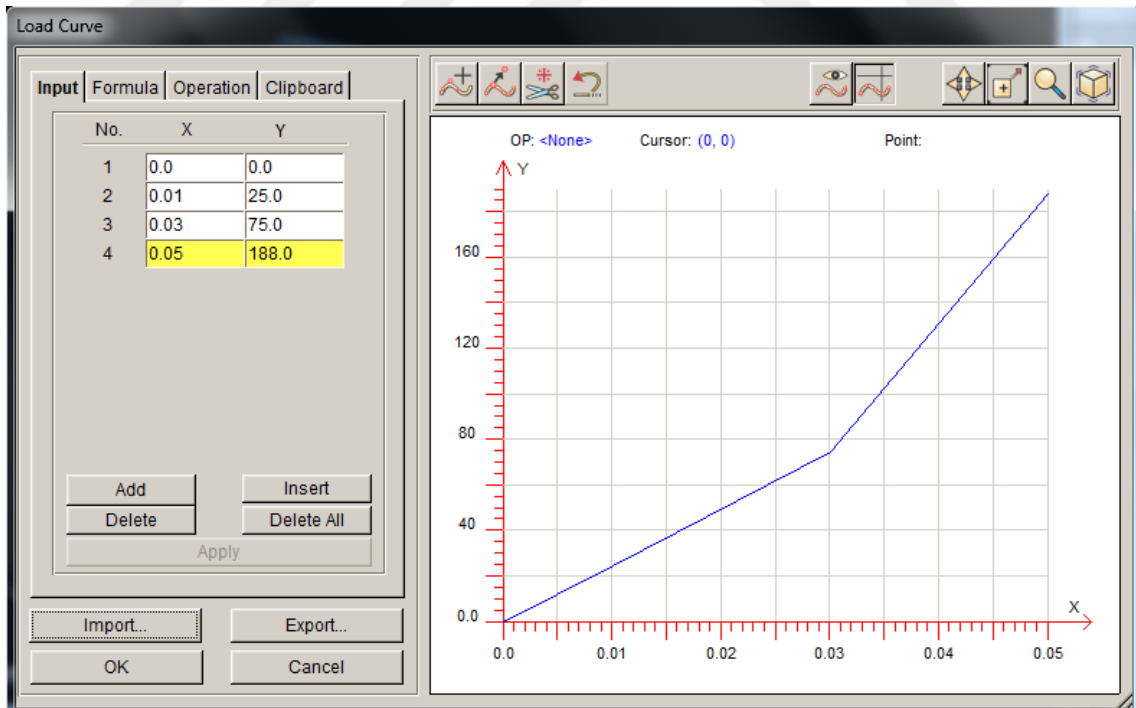 Load Curve
Input Formula Operation Clipboard
No. X Y
1 0.0 0.0
2 0.01 25.0
3 0.03 75.0
4 0.05 188.0
Add Insert
Delete Delete All
Apply
Import... Export...
OK Cancel
OP: <None> Cursor: (0, 0) Point:
Y
160
120
80
40
0.0
X
0.0 0.01 0.02 0.03 0.04 0.05